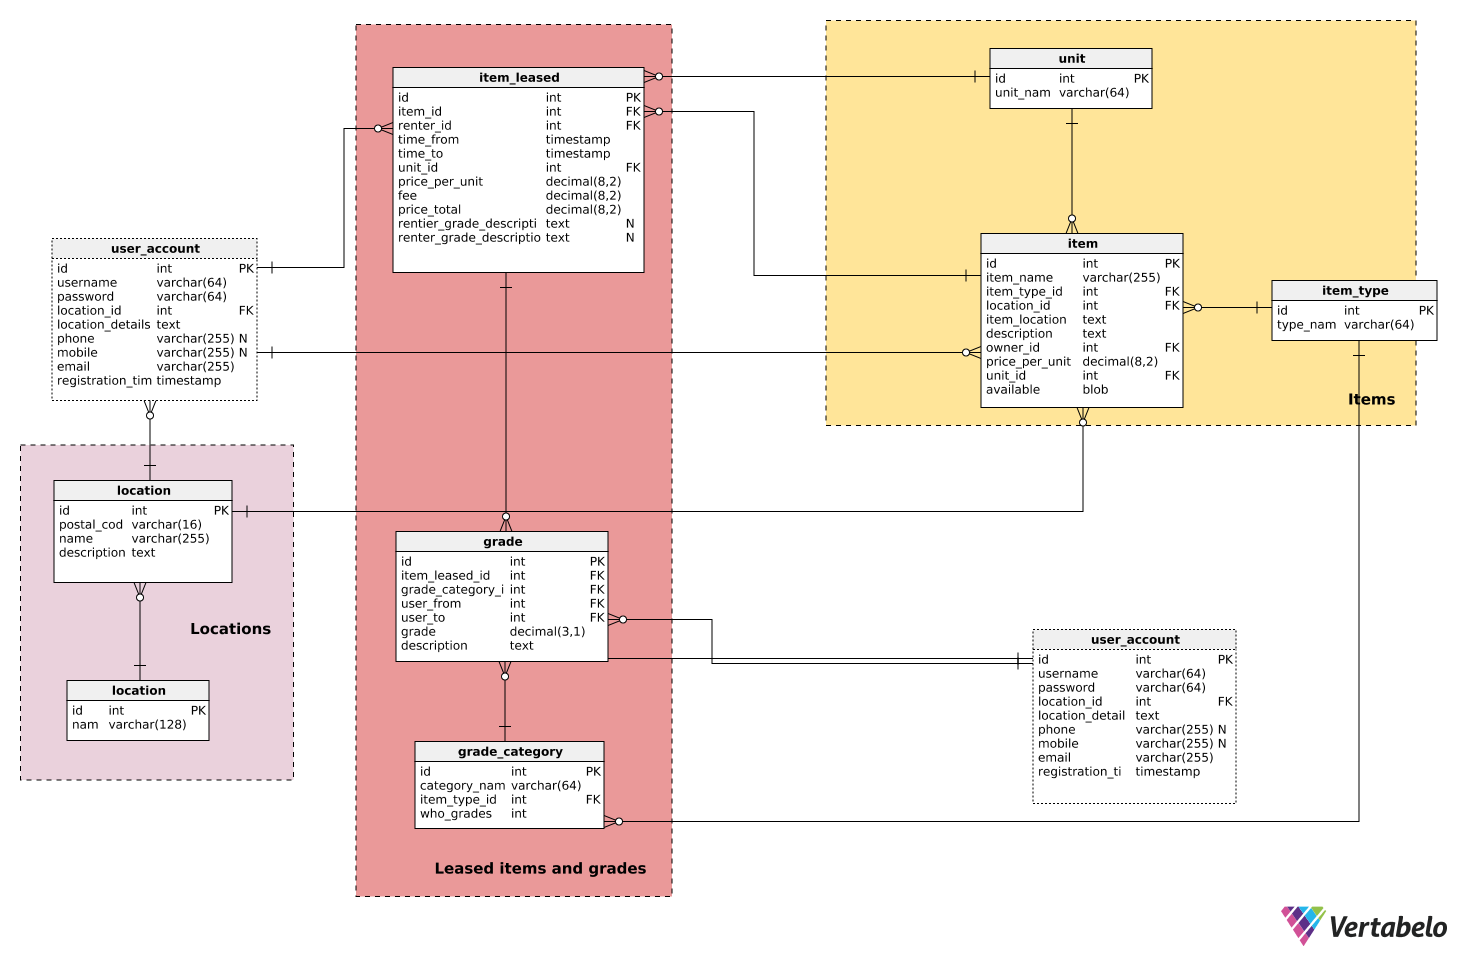 item_leased
id int PK
item_id int FK
renter_id int FK
time_from timestamp
time_to timestamp
unit_id int FK
price_per_unit decimal(8,2)
fee decimal(8,2)
price_total decimal(8,2)
rentier_grade_descripti text N
renter_grade_descriptio text N
unit
id int PK
unit_nam varchar(64)
user_account
id int PK
username varchar(64)
password varchar(64)
location_id int FK
location_details text
phone varchar(255) N
mobile varchar(255) N
email varchar(255)
registration_tim timestamp
item
id int PK
item_name varchar(255)
item_type_id int FK
location_id int FK
item_location text
description text
owner_id int FK
price_per_unit decimal(8,2)
unit_id int FK
available blob
item_type
id int PK
type_nam varchar(64)
Items
location
id int PK
postal_cod varchar(16)
name varchar(255)
description text
Locations
location
id int PK
nam varchar(128)
grade
id int PK
item_leased_id int FK
grade_category_i int FK
user_from int FK
user_to int FK
grade decimal(3,1)
description text
user_account
id int PK
username varchar(64)
password varchar(64)
location_id int FK
location_detail text
phone varchar(255) N
mobile varchar(255) N
email varchar(255)
registration_ti timestamp
grade_category
id int PK
category_nam varchar(64)
item_type_id int FK
who_grades int
Leased items and grades
Vertabelo